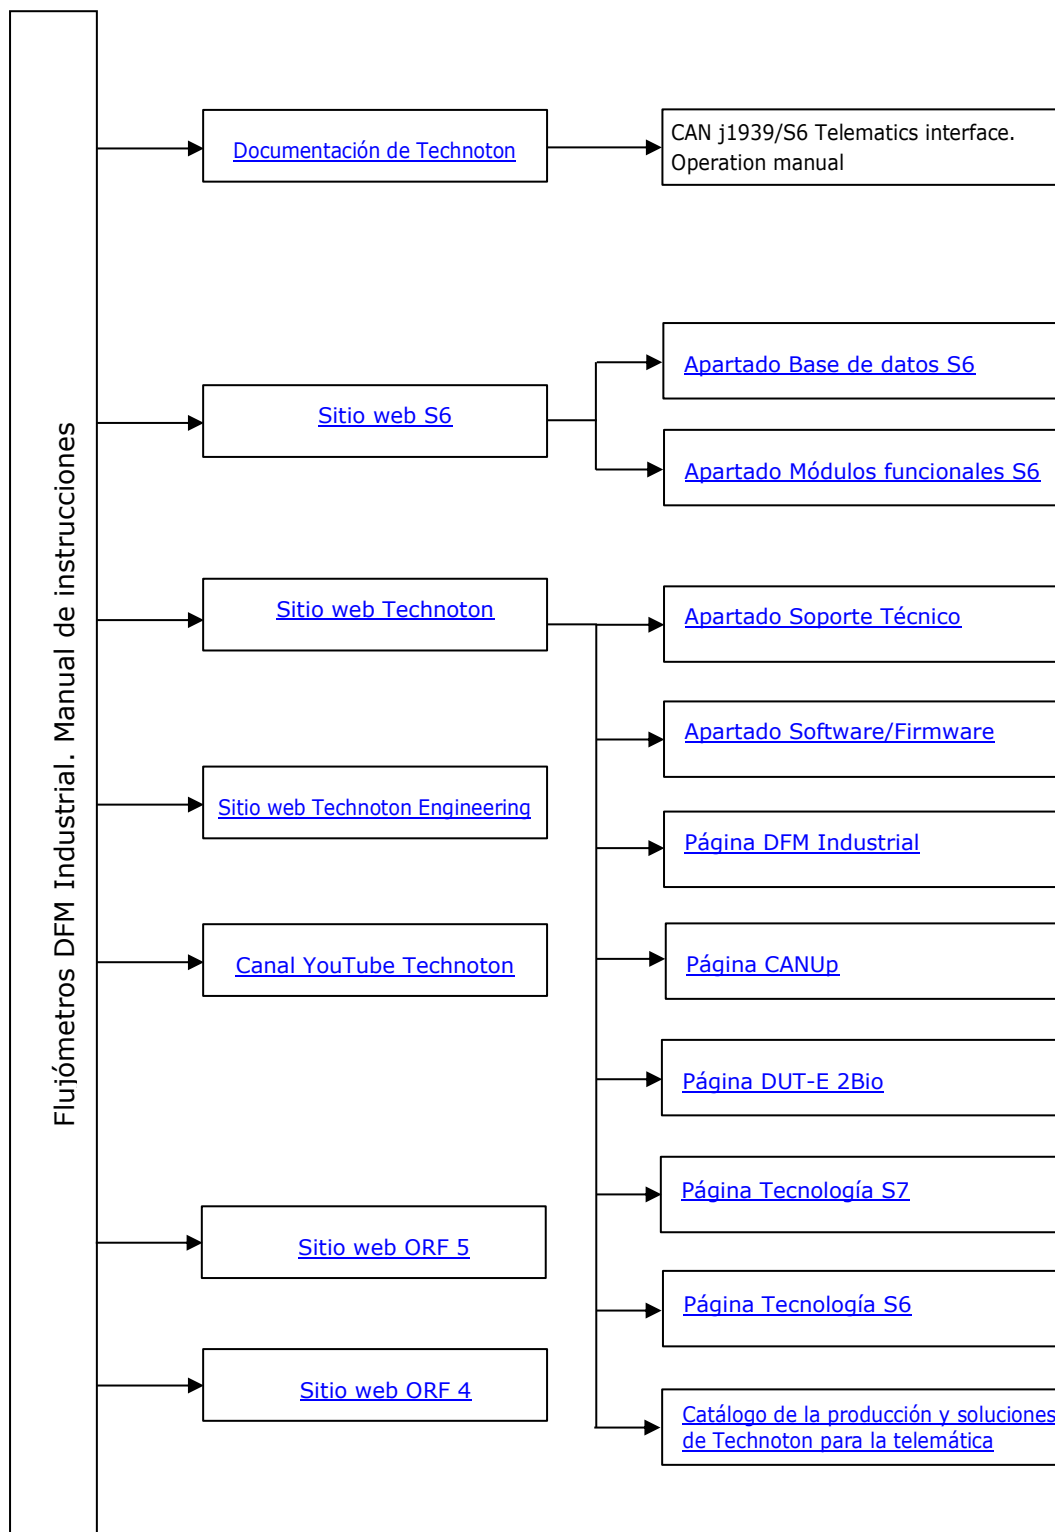 Flujómetros DFM Industrial. Manual de instrucciones
Documentación de Technoton
CAN j1939/S6 Telematics interface.
Operation manual
Sitio web S6
Apartado Base de datos S6
Apartado Módulos funcionales S6
Sitio web Technoton
Apartado Soporte Técnico
Apartado Software/Firmware
Página DFM Industrial
Página CANUp
Página DUT-E 2Bio
Página Tecnología S7
Página Tecnología S6
Catálogo de la producción y soluciones
de Technoton para la telemática
Sitio web Technoton Engineering
Canal YouTube Technoton
Sitio web ORF 5
Sitio web ORF 4